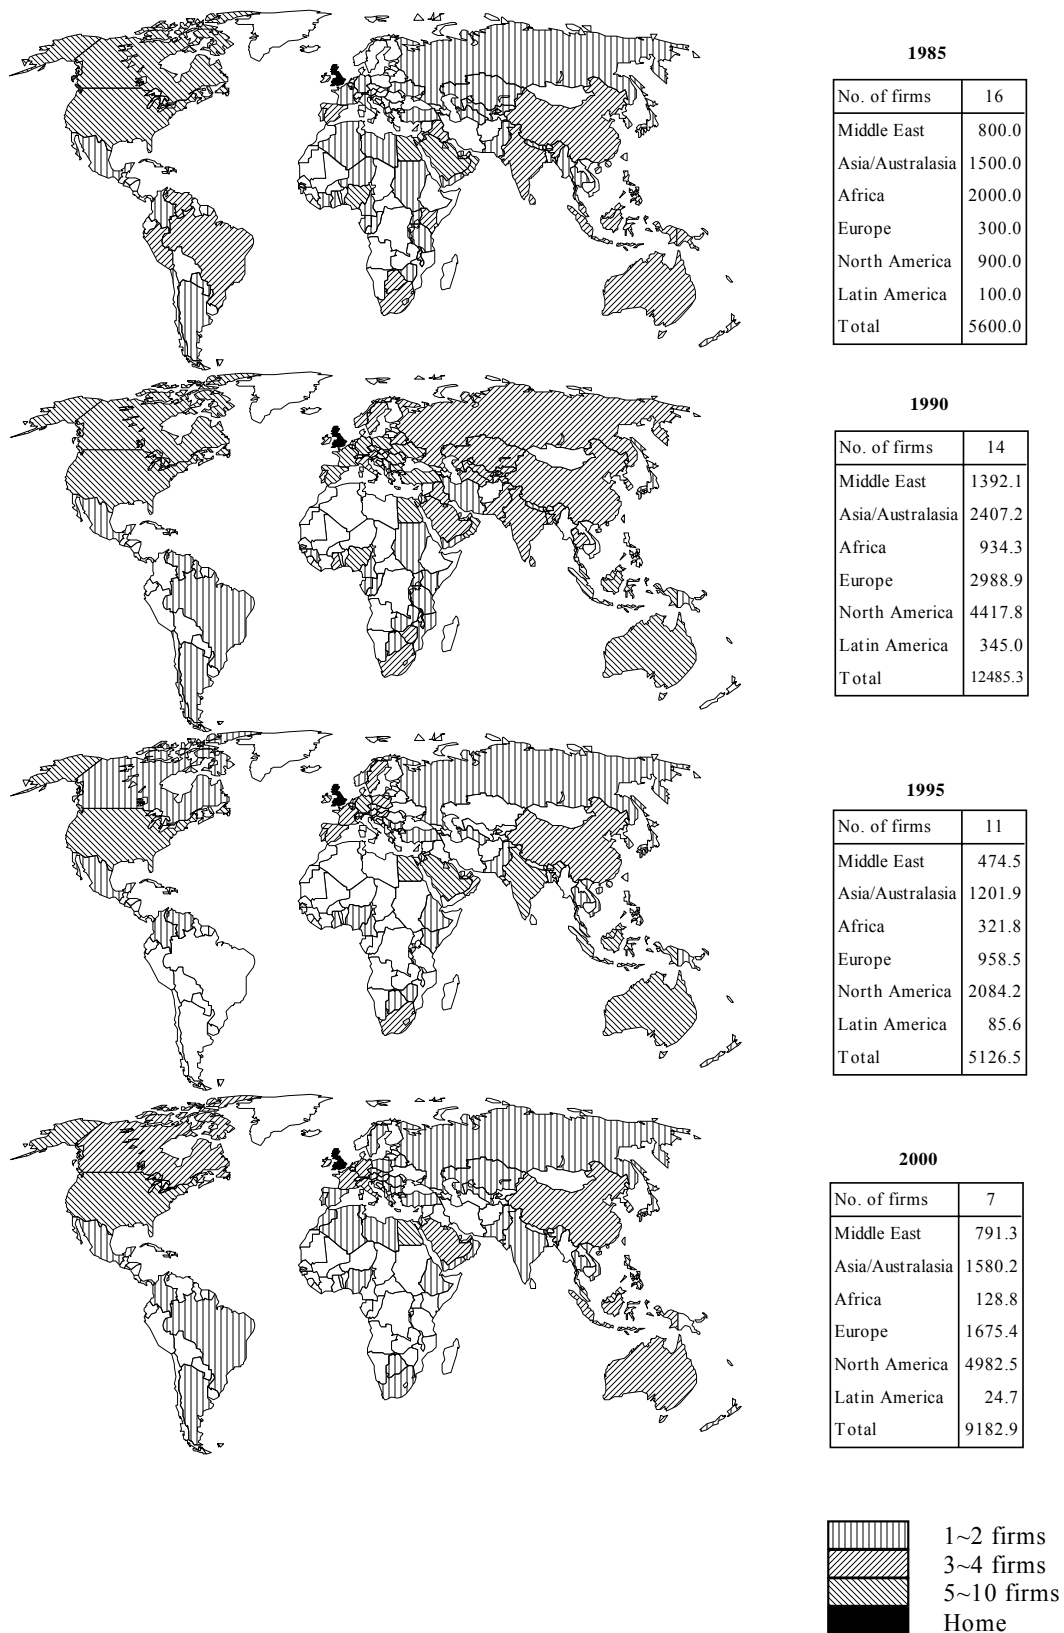 1985
No. of firms 16
Middle East 800.0
Asia/Australasia 1500.0
Africa 2000.0
Europe 300.0
North America 900.0
Latin America 100.0
Total 5600.0
1990
No. of firms 14
Middle East 1392.1
Asia/Australasia 2407.2
Africa 934.3
Europe 2988.9
North America 4417.8
Latin America 345.0
Total 12485.3
1995
No. of firms 11
Middle East 474.5
Asia/Australasia 1201.9
Africa 321.8
Europe 958.5
North America 2084.2
Latin America 85.6
Total 5126.5
2000
No. of firms 7
Middle East 791.3
Asia/Australasia 1580.2
Africa 128.8
Europe 1675.4
North America 4982.5
Latin America 24.7
Total 9182.9
1~2 firms
3~4 firms
5~10 firms
Home